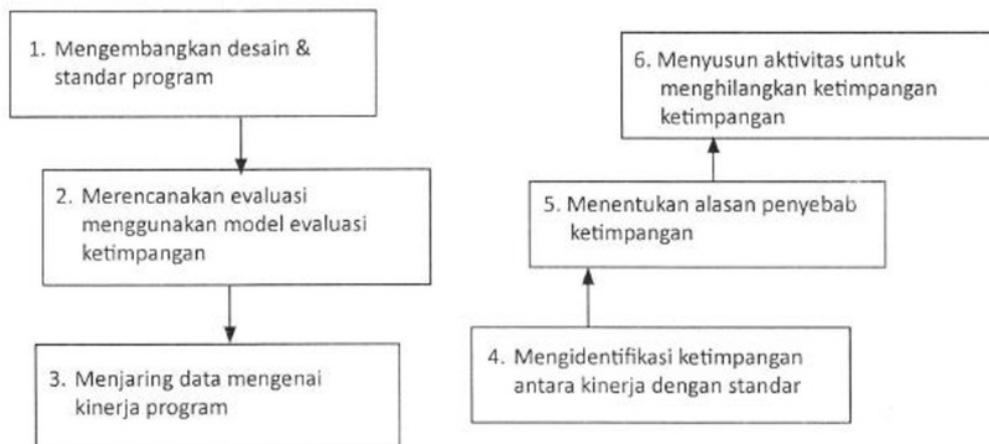 1. Mengembangkan desain &
standar program
2. Merencanakan evaluasi
menggunakan model evaluasi
ketimpangan
3. Menjaring data mengenai
kinerja program
4. Mengidentifikasi ketimpangan
antara kinerja dengan standar
5. Menentukan alasan penyebab
ketimpangan
6. Menyusun aktivitas untuk
menghilangkan ketimpangan
ketimpangan